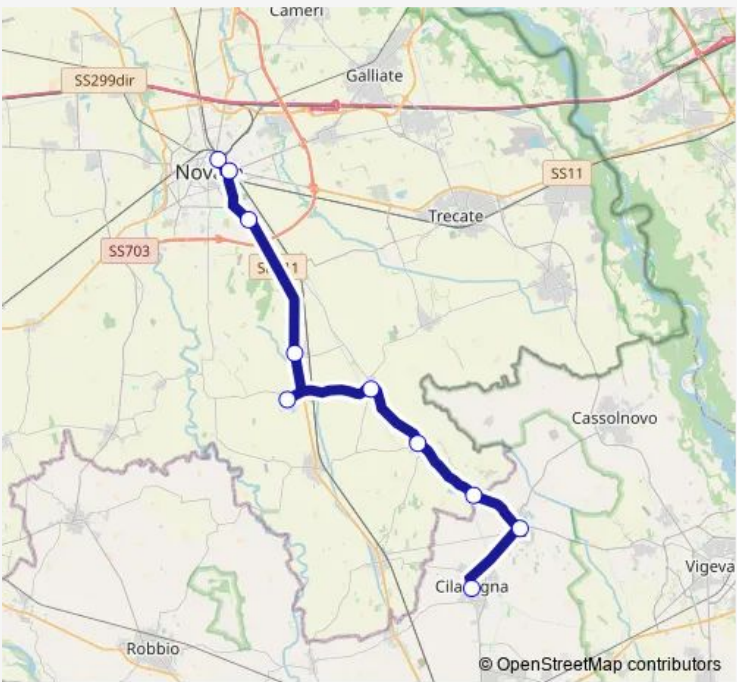 Cameri
Galliate
SS299dir
SS11
Trecate
SS703
Cassolnovo
Vigeva
Robbio
© OpenStreetMap contributors